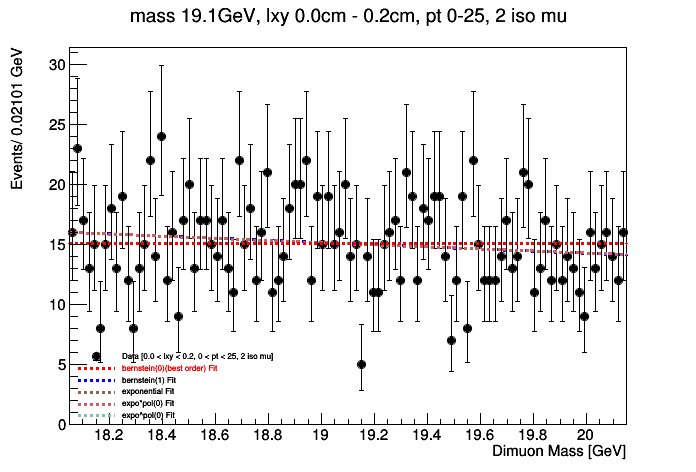 mass 19.1GeV, lxy 0.0cm - 0.2cm, pt 0-25, 2 iso mu
Events/ 0.02101 GeV
30
25
20
15
10
5
0
Data [0.0 < lxy < 0.2, 0 < pt < 25, 2 iso mu]
bernstein(0)(best order) Fit
bernstein(1) Fit
exponential Fit
expo*pol(0) Fit
expo^pol(0) Fit
18.2 18.4 18.6 18.8 19 19.2 19.4 19.6 19.8 20
Dimuon Mass [GeV]